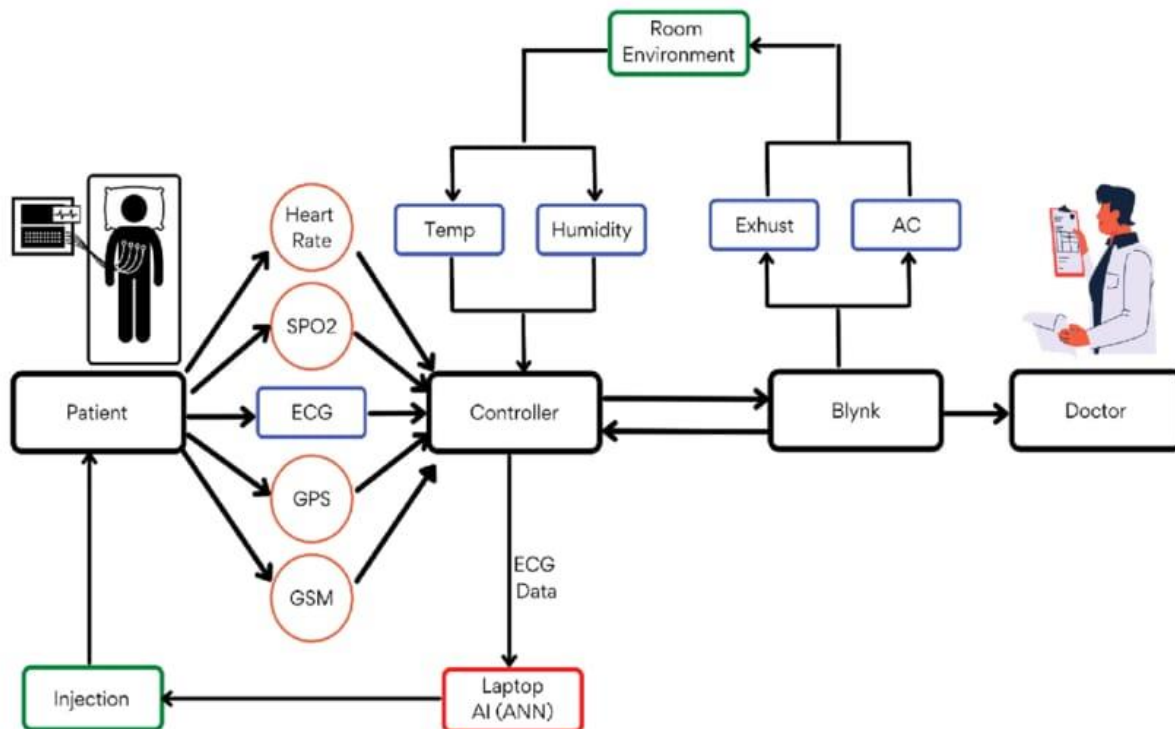 Room
Environment
Heart
Rate
Temp
Humidity
Exhust
AC
SPO2
Patient
ECG
Controller
Blynk
Doctor
GPS
ECG
Data
GSM
Injection
Laptop
AI (ANN)